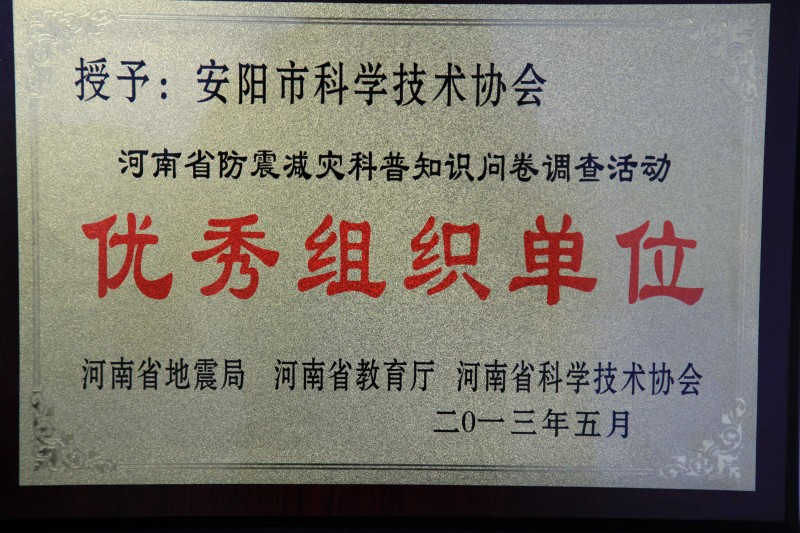 授予：安阳市科学技术协会
河南省防震减灾科普知识问卷调查活动
优秀组织单位
河南省地震局 河南省教育厅 河南省科学技术协会
二0一三年五月